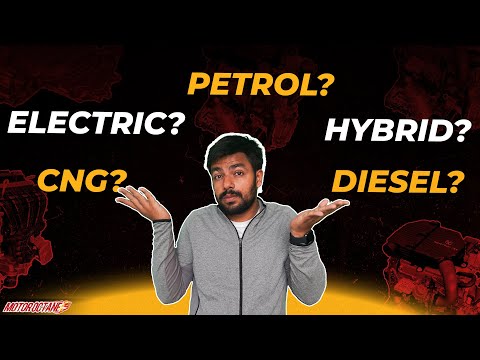 PETROL?
ELECTRIC?
HYBRID?
CNG?
DIESEL?
MOTOROCTANE